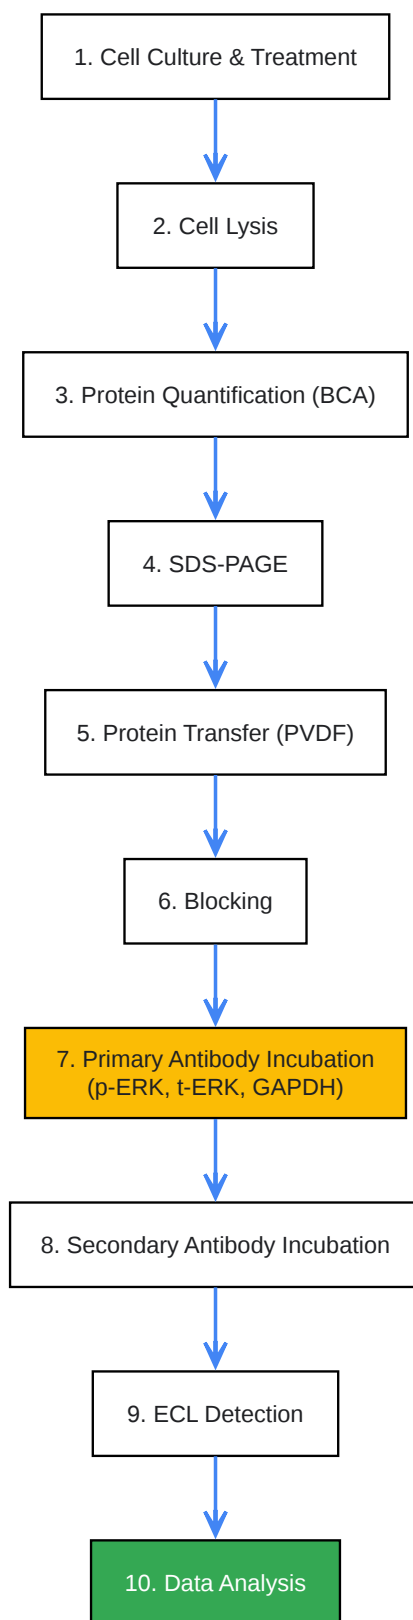 1. Cell Culture & Treatment
2. Cell Lysis
3. Protein Quantification (BCA)
4. SDS-PAGE
5. Protein Transfer (PVDF)
6. Blocking
7. Primary Antibody Incubation
(p-ERK, t-ERK, GAPDH)
8. Secondary Antibody Incubation
9. ECL Detection
10. Data Analysis